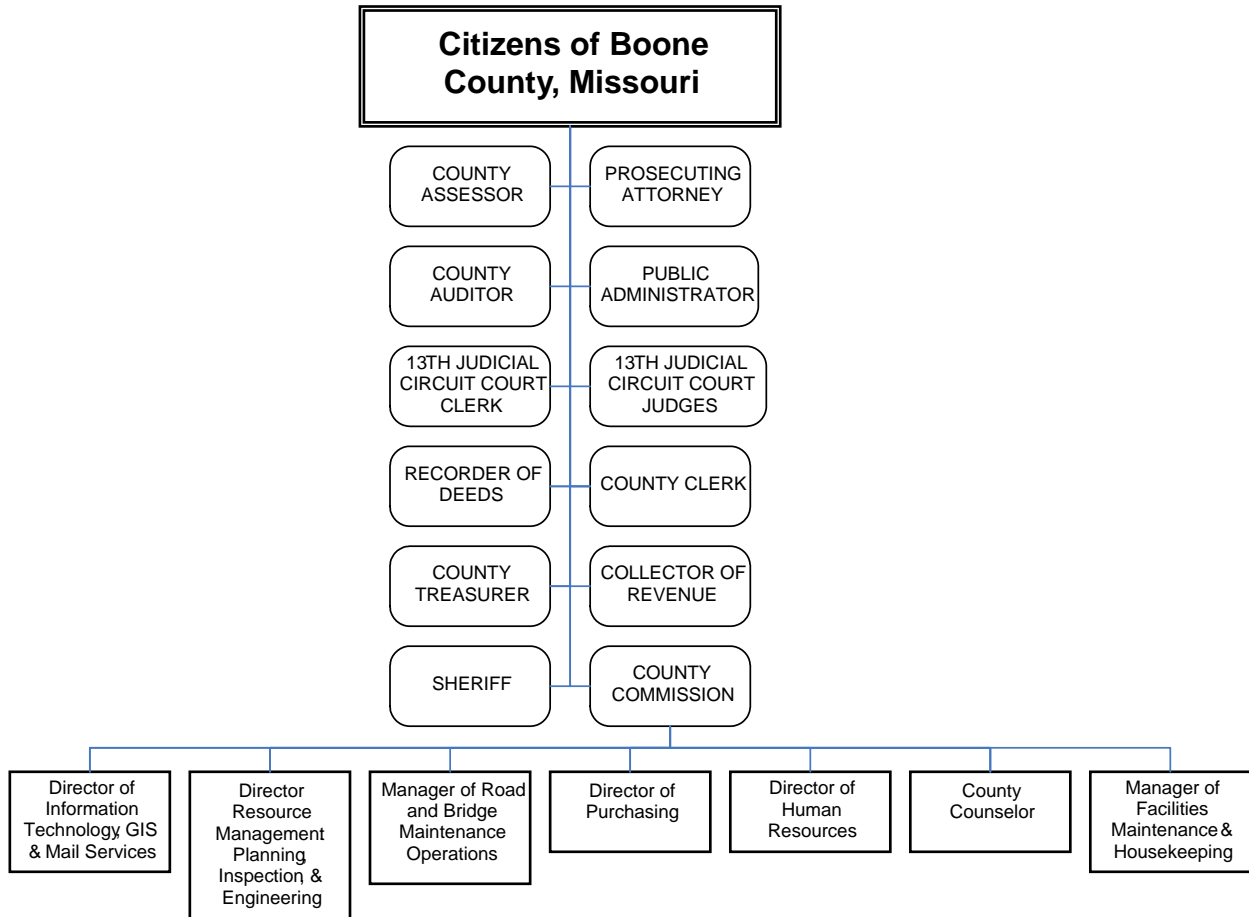 Citizens of Boone
County, Missouri
COUNTY
ASSESSOR
PROSECUTING
ATTORNEY
COUNTY
AUDITOR
PUBLIC
ADMINISTRATOR
13TH JUDICIAL
CIRCUIT COURT
CLERK
13TH JUDICIAL
CIRCUIT COURT
JUDGES
RECORDER OF
DEEDS
COUNTY CLERK
COUNTY
TREASURER
COLLECTOR OF
REVENUE
SHERIFF
COUNTY
COMMISSION
Director of
Information
Technology, GIS
& Mail Services
Director
Resource
Management
Planning,
Inspection, &
Engineering
Manager of Road
and Bridge
Maintenance
Operations
Director of
Purchasing
Director of
Human
Resources
County
Counselor
Manager of
Facilities
Maintenance &
Housekeeping